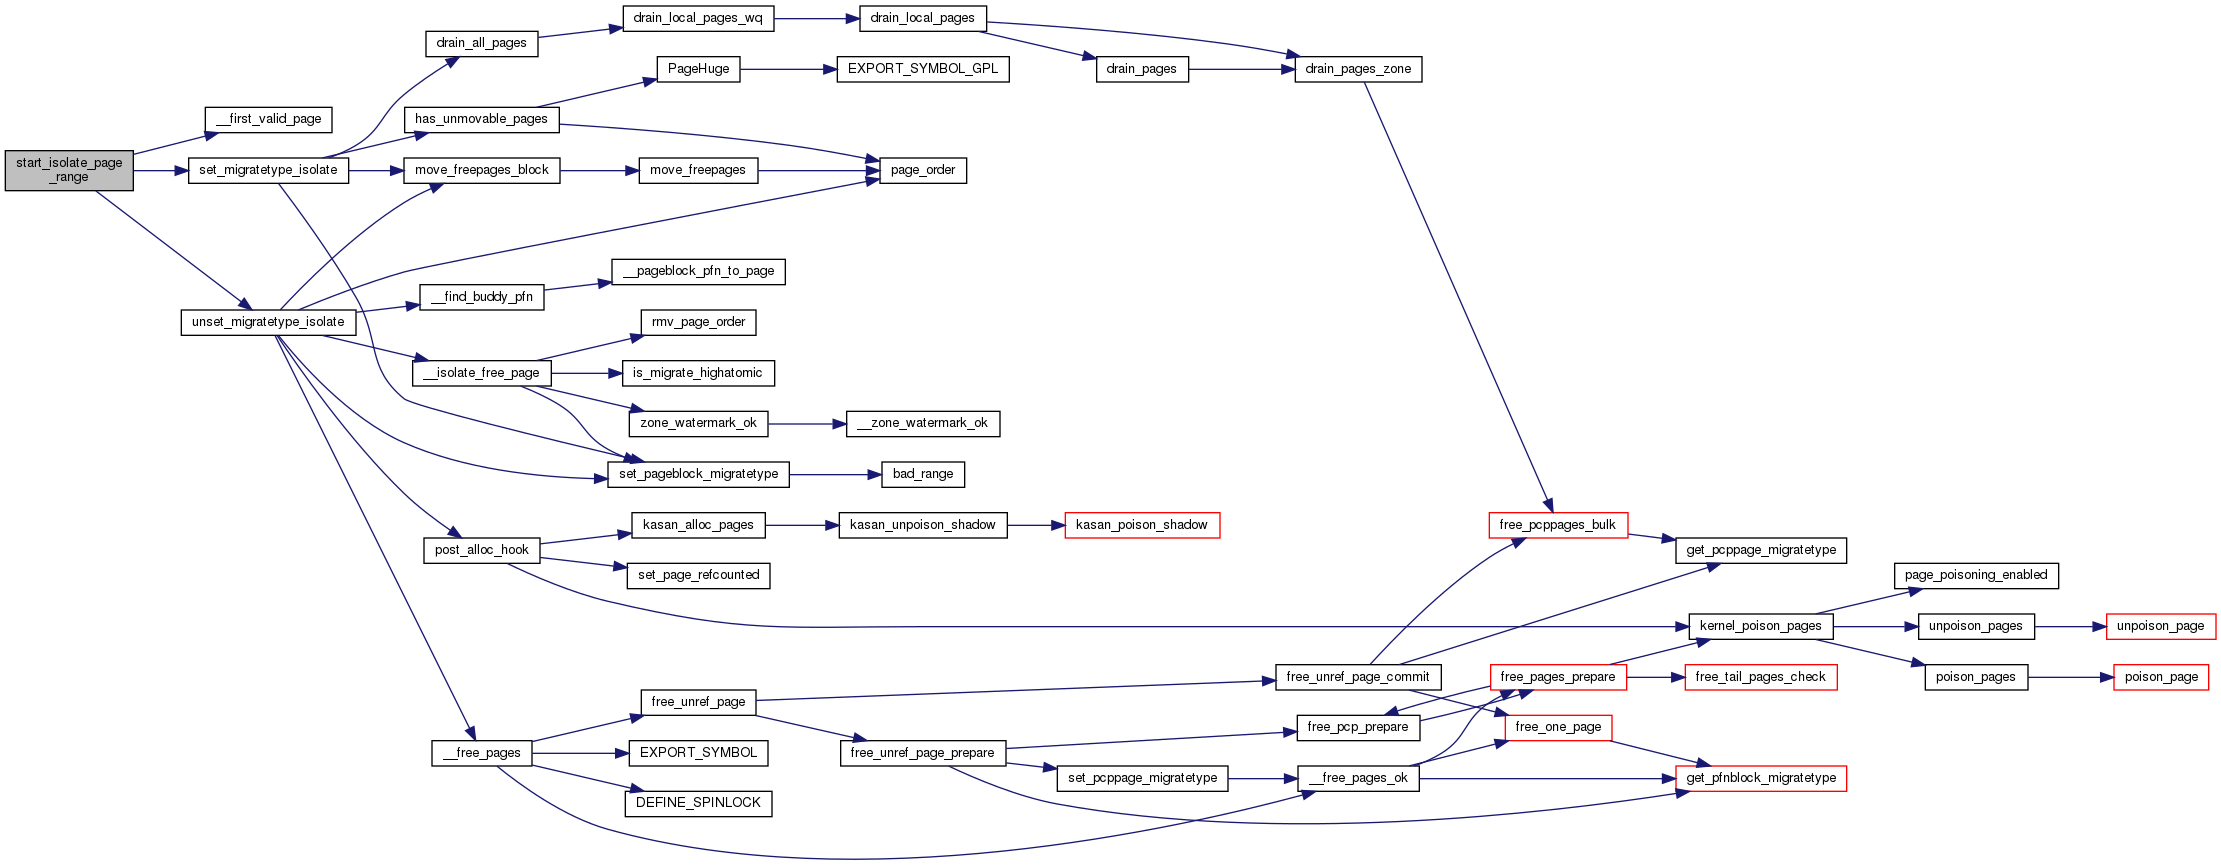 drain_local_pages_wq
drain_local_pages
drain_all_pages
PageHuge
EXPORT_SYMBOL_GPL
drain_pages
drain_pages_zone
__first_valid_page
has_unmovable_pages
start_isolate_page
_range
set_migratetype_isolate
move_freepages_block
move_freepages
page_order
__pageblock_pfn_to_page
__find_buddy_pfn
unset_migratetype_isolate
rmv_page_order
__isolate_free_page
is_migrate_highatomic
zone_watermark_ok
__zone_watermark_ok
set_pageblock_migratetype
bad_range
kasan_alloc_pages
kasan_unpoison_shadow
kasan_poison_shadow
free_pcppages_bulk
post_alloc_hook
get_pcppage_migratetype
set_page_refcounted
page_poisoning_enabled
kernel_poison_pages
unpoison_pages
unpoison_page
free_unref_page_commit
free_pages_prepare
free_tail_pages_check
poison_pages
poison_page
free_unref_page
free_pcp_prepare
free_one_page
__free_pages
EXPORT_SYMBOL
free_unref_page_prepare
set_pcppage_migratetype
__free_pages_ok
get_pfnblock_migratetype
DEFINE_SPINLOCK